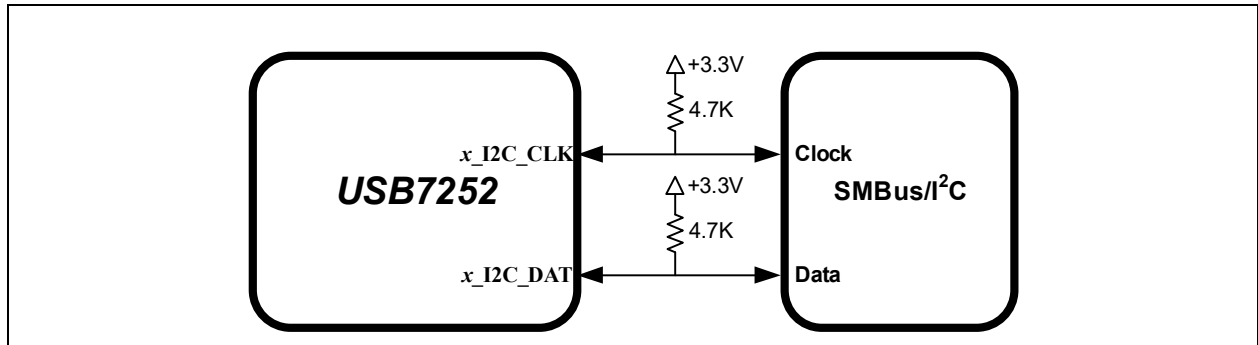 +3.3V
4.7K
x_I2C_CLK
Clock
USB7252
+3.3V
SMBus/I²C
4.7K
x_I2C_DAT
Data